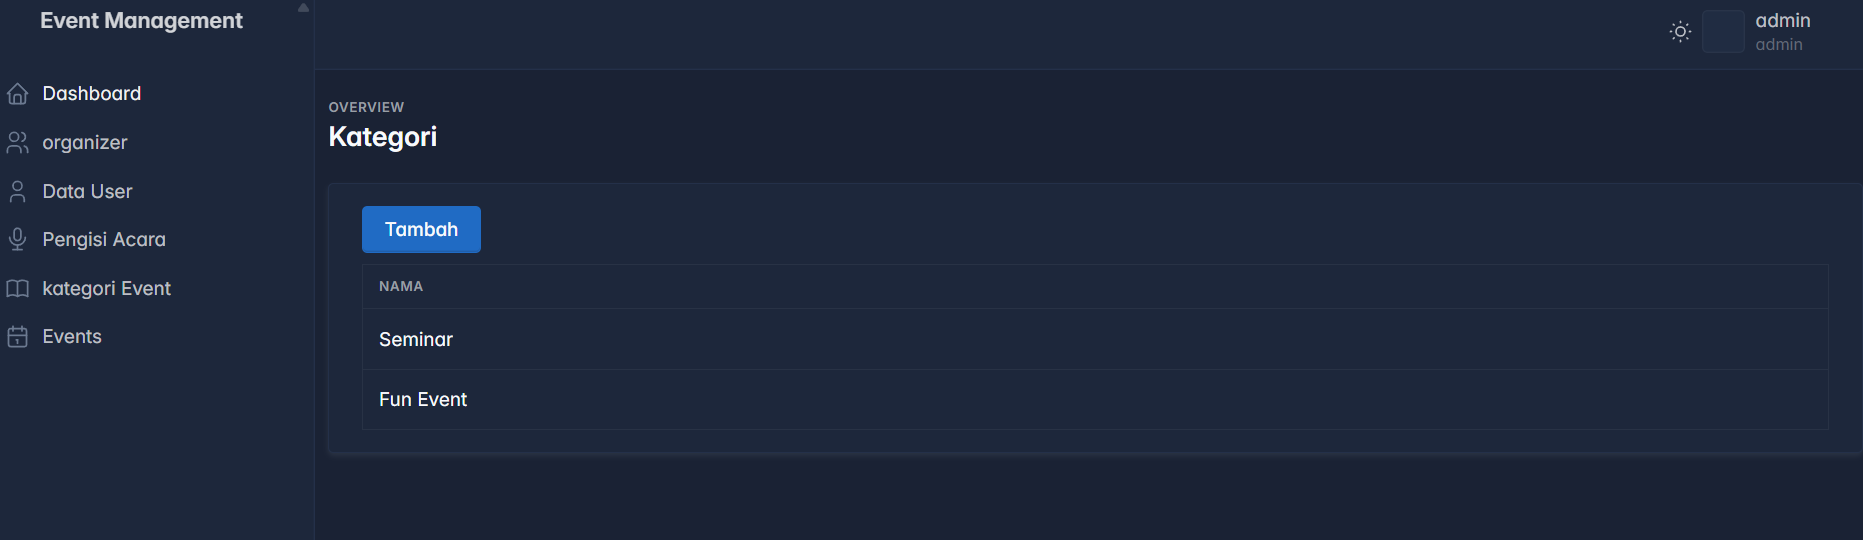 Event Management
Dashboard
organizer
Data User
Pengisi Acara
kategori Event
Events
admin
admin
OVERVIEW
Kategori
Tambah
NAMA
Seminar
Fun Event